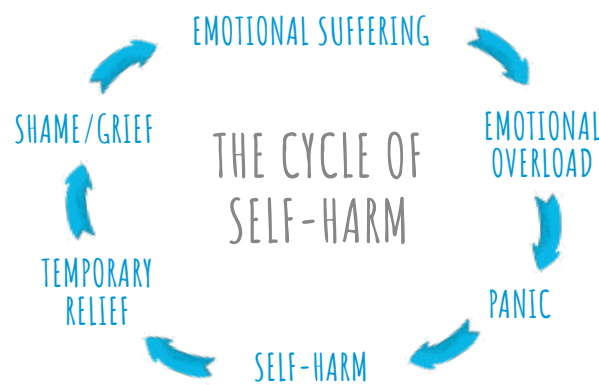 EMOTIONAL SUFFERING
EMOTIONAL
OVERLOAD
PANIC
SELF-HARM
TEMPORARY
RELIEF
SHAME/GRIEF
THE CYCLE OF
SELF-HARM